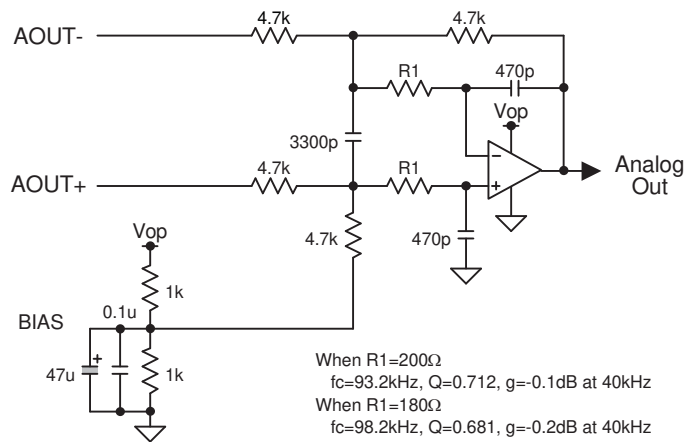 4.7k
4.7k
AOUT-
R1
470p
Vop
3300p
4.7k
R1
AOUT+
Analog
Out
4.7k
470p
Vop
1k
0.1u
BIAS
47u
1k
When R1=200Ω
fc=93.2kHz, Q=0.712, g=-0.1dB at 40kHz
When R1=180Ω
fc=98.2kHz, Q=0.681, g=-0.2dB at 40kHz